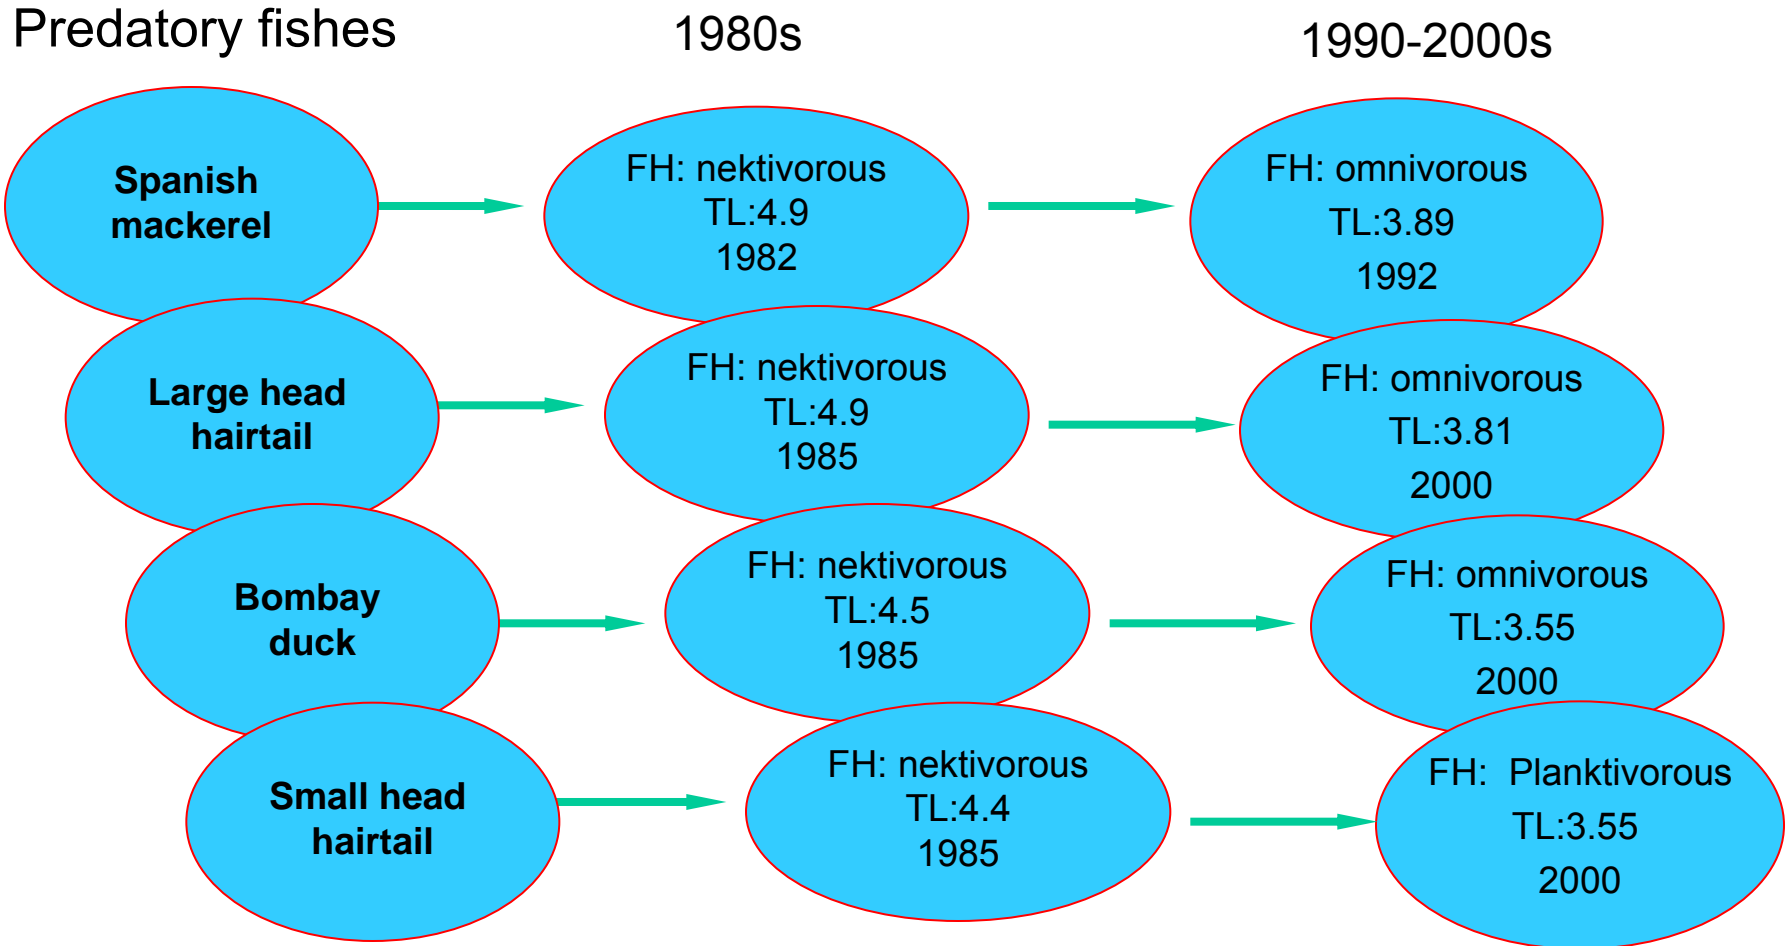 Predatory fishes
1980s
1990-2000s
Spanish
mackerel
FH: nektivorous
TL:4.9
1982
FH: omnivorous
TL:3.89
1992
Large head
hairtail
FH: nektivorous
TL:4.9
1985
FH: omnivorous
TL:3.81
2000
Bombay
duck
FH: nektivorous
TL:4.5
1985
FH: omnivorous
TL:3.55
2000
Small head
hairtail
FH: nektivorous
TL:4.4
1985
FH: Planktivorous
TL:3.55
2000